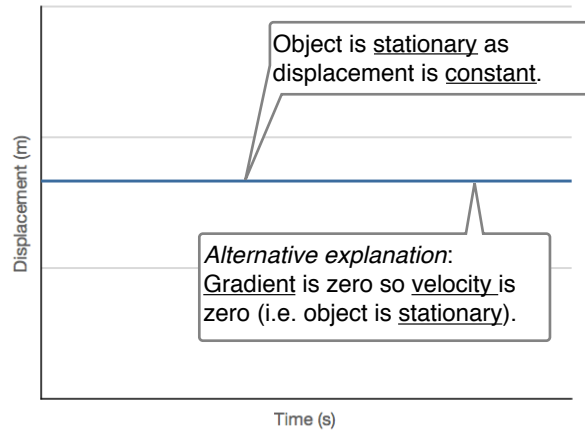 Object is stationary as
displacement is constant.
Displacement (m)
Alternative explanation:
Gradient is zero so velocity is
zero (i.e. object is stationary).
Time (s)